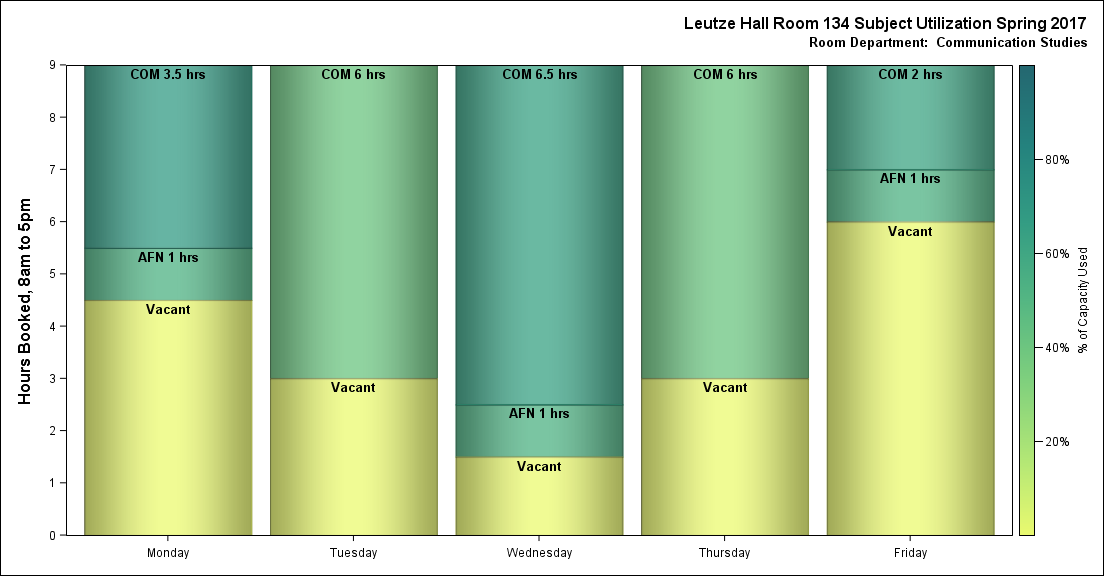 Leutze Hall Room 134 Subject Utilization Spring 2017
Room Department:  Communication Studies
Hours Booked, 8am to 5pm
9
8
7
6
5
4
3
2
1
0
COM 3.5 hrs
AFN 1 hrs
Vacant
COM 6 hrs
Vacant
COM 6.5 hrs
AFN 1 hrs
Vacant
COM 6 hrs
Vacant
COM 2 hrs
AFN 1 hrs
Vacant
Monday
Tuesday
Wednesday
Thursday
Friday
80%
60%
40%
20%
% of Capacity Used